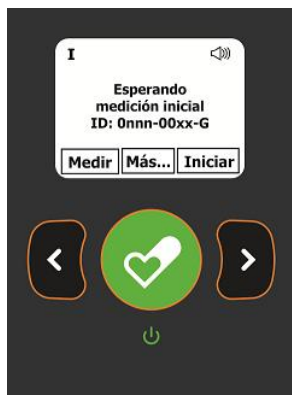 I
Esperando
medición inicial
ID: 0nnn-00xx-G
Medir Más... Iniciar